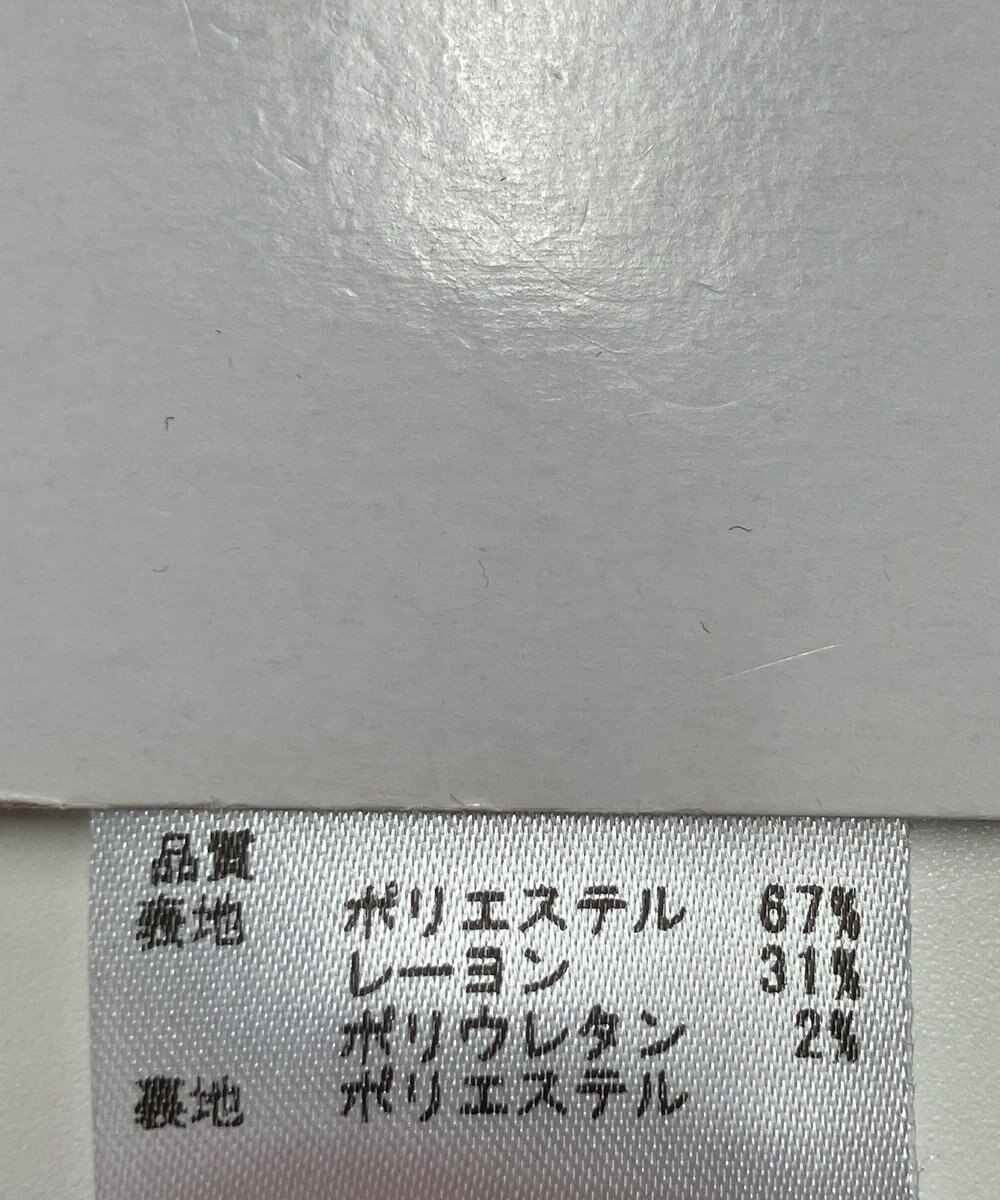 品質
表地 ポリエステル 67%
レーヨン 31%
ポリウレタン 2%
裏地 ポリエステル